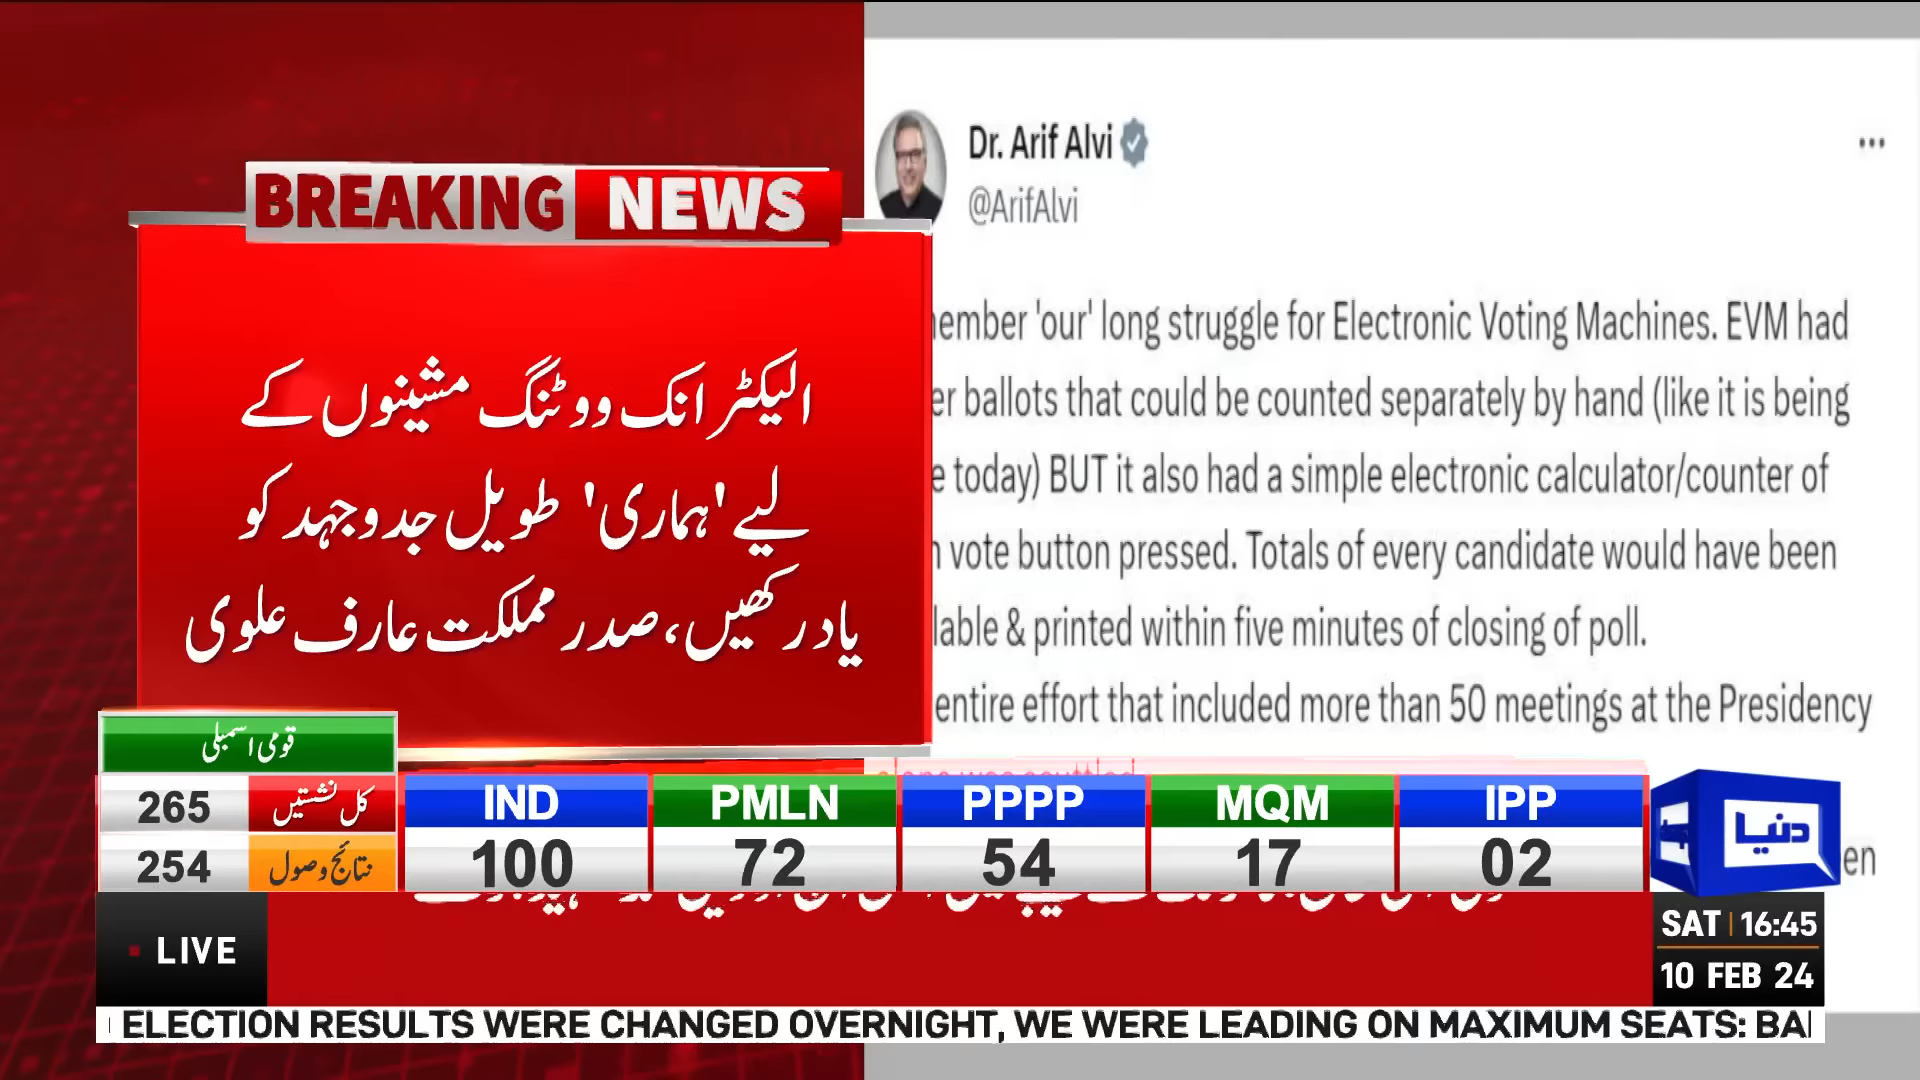 BREAKING NEWS
الیکٹرانک ووٹنگ مشینوں کے
لیے 'ہماری' طویل جدوجہد کو
یاد رکھیں، صدر مملکت عارف علوی
Dr. Arif Alvi
@ArifAlvi
'our' long struggle for Electronic Voting Machines. EVM had
ballots that could be counted separately by hand (like it is being
today) BUT it also had a simple electronic calculator/counter of
vote button pressed. Totals of every candidate would have been
& printed within five minutes of closing of poll.
entire effort that included more than 50 meetings at the Presidency
قومی اسمبلی
265 کل نشستیں
254 نتائج وصول
IND PMLN PPPP MQM IPP
100 72 54 17 02
دنیا
LIVE
SAT 16:45
10 FEB 24
ELECTION RESULTS WERE CHANGED OVERNIGHT, WE WERE LEADING ON MAXIMUM SEATS: